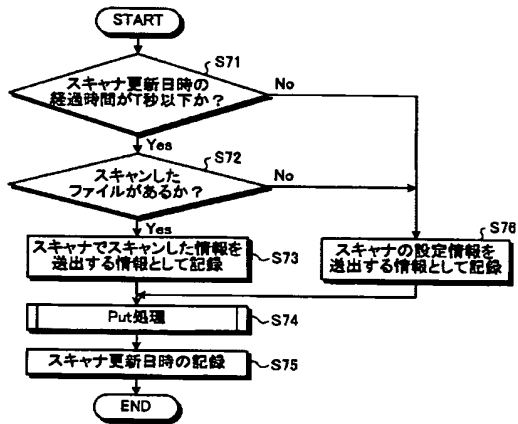 START
S71
スキャナ更新日時の
経過時間がT秒以下か?
No
Yes
S72
スキャンした
ファイルがあるか?
No
Yes
スキャナでスキャンした情報を
送出する情報として記録
S73
S76
スキャナの設定情報を
送出する情報として記録
Put処理
S74
スキャナ更新日時の記録
S75
END